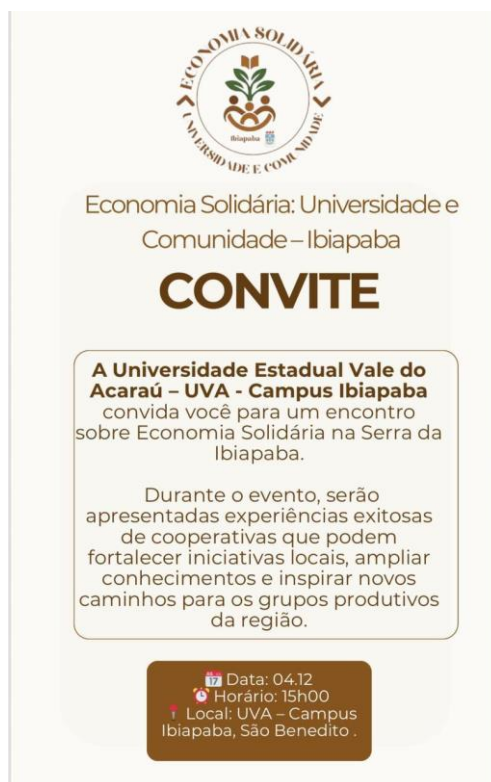 ECONOMIA SOLIDÁRIA
Ibiapaba
UNIVERSIDADE E COMUNIDADE
Economia Solidária: Universidade e
Comunidade – Ibiapaba
CONVITE
A Universidade Estadual Vale do
Acaraú – UVA - Campus Ibiapaba
convida você para um encontro
sobre Economia Solidária na Serra da
Ibiapaba.
Durante o evento, serão
apresentadas experiências exitosas
de cooperativas que podem
fortalecer iniciativas locais, ampliar
conhecimentos e inspirar novos
caminhos para os grupos produtivos
da região.
📅 Data: 04.12
⏰ Horário: 15h00
📍 Local: UVA – Campus
Ibiapaba, São Benedito .